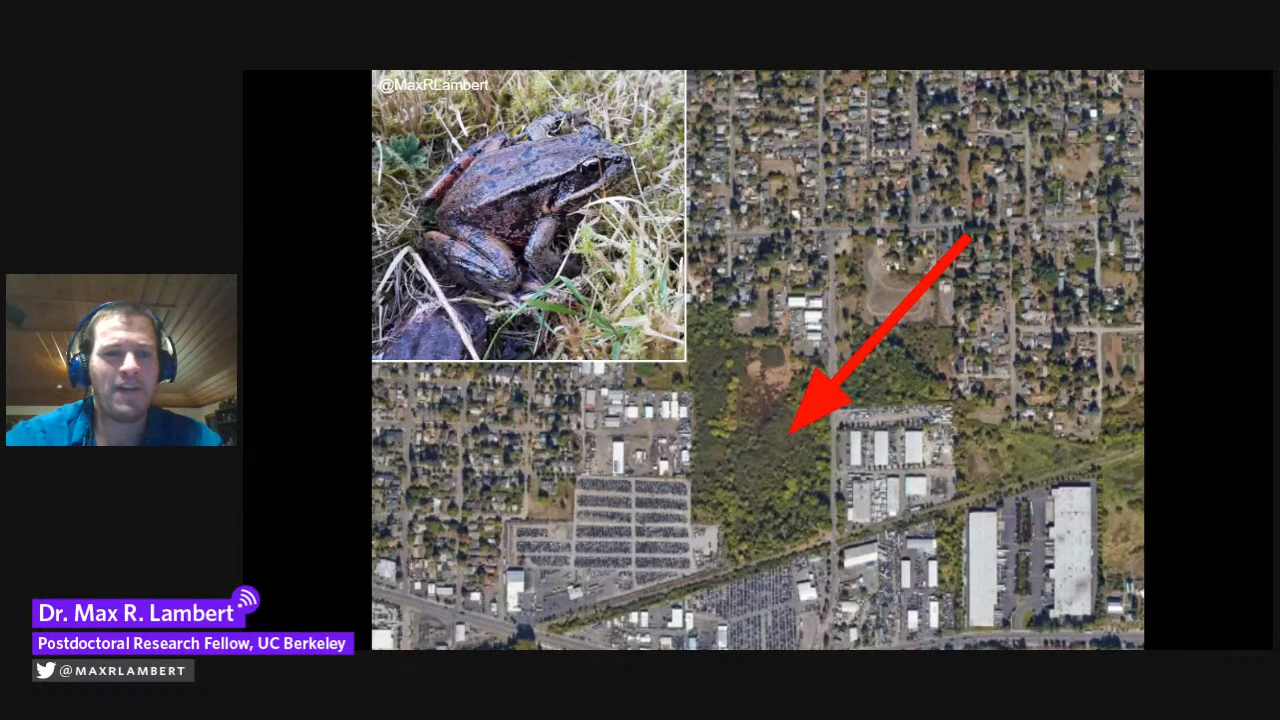 @MaxRLambert
Dr. Max R. Lambert
Postdoctoral Research Fellow, UC Berkeley
@MAXRLAMBERT